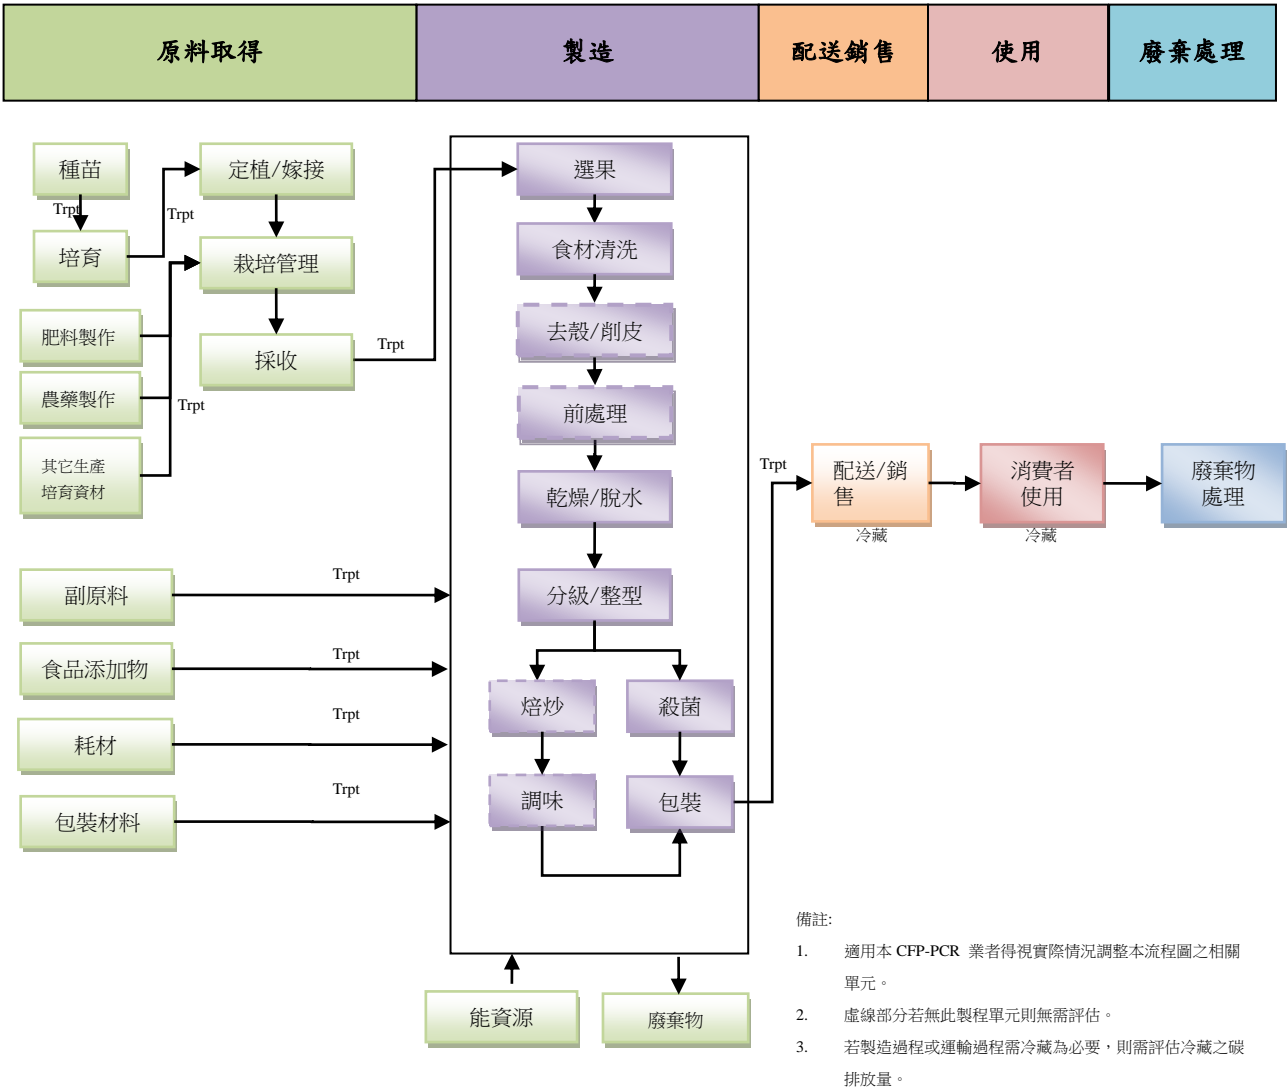 原料取得
製造
配送銷售
使用
廢棄處理
種苗
Trpt
培育
Trpt
定植/嫁接
栽培管理
採收
肥料製作
農藥製作
Trpt
其它生產
培育資材
Trpt
選果
食材清洗
去殼/削皮
前處理
乾燥/脫水
分級/整型
焙炒
殺菌
調味
包裝
副原料
Trpt
食品添加物
Trpt
耗材
Trpt
包裝材料
Trpt
能資源
廢棄物
Trpt
配送/銷
售
冷藏
消費者
使用
冷藏
廢棄物
處理
備註:
1. 適用本 CFP-PCR 業者得視實際情況調整本流程圖之相關
單元。
2. 虛線部分若無此製程單元則無需評估。
3. 若製造過程或運輸過程需冷藏為必要，則需評估冷藏之碳
排放量。